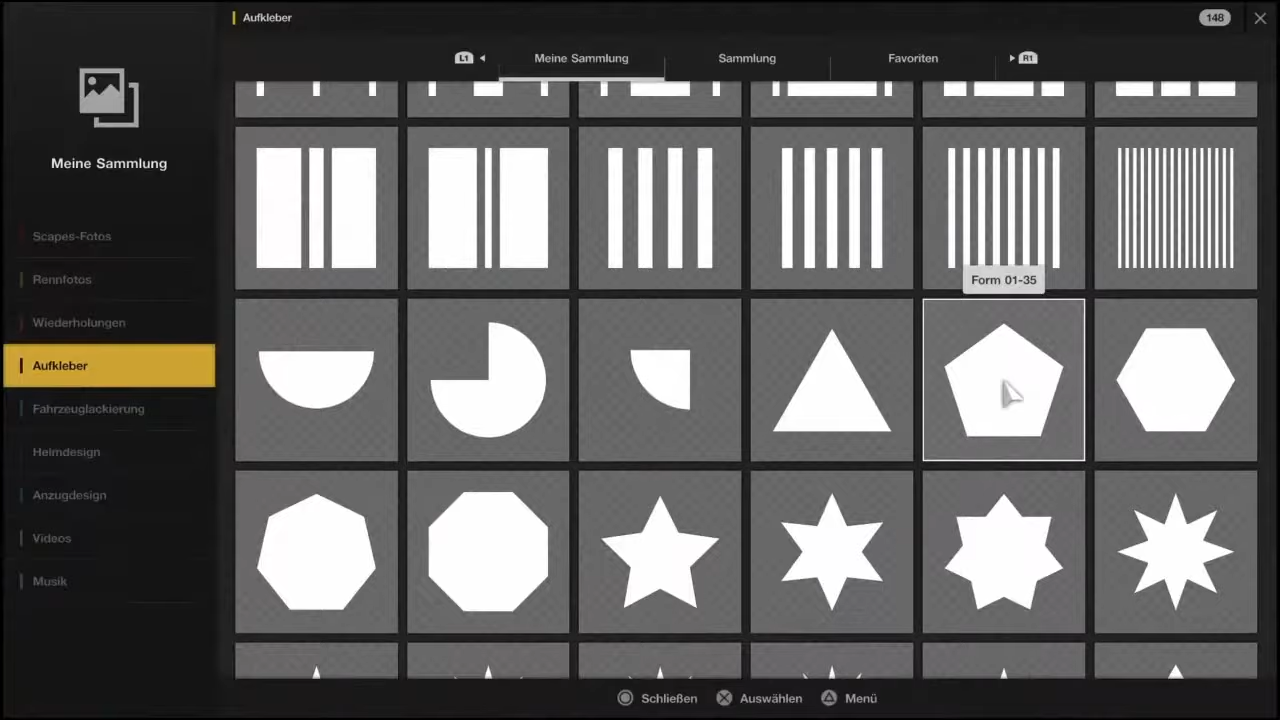 Aufkleber
148
L1
Meine Sammlung
Sammlung
Favoriten
R1
Meine Sammlung
Scapes-Fotos
Rennfotos
Wiederholungen
Aufkleber
Fahrzeuglackierung
Helmdesign
Anzugdesign
Videos
Musik
Form 01-35
Schließen
Auswählen
Menü